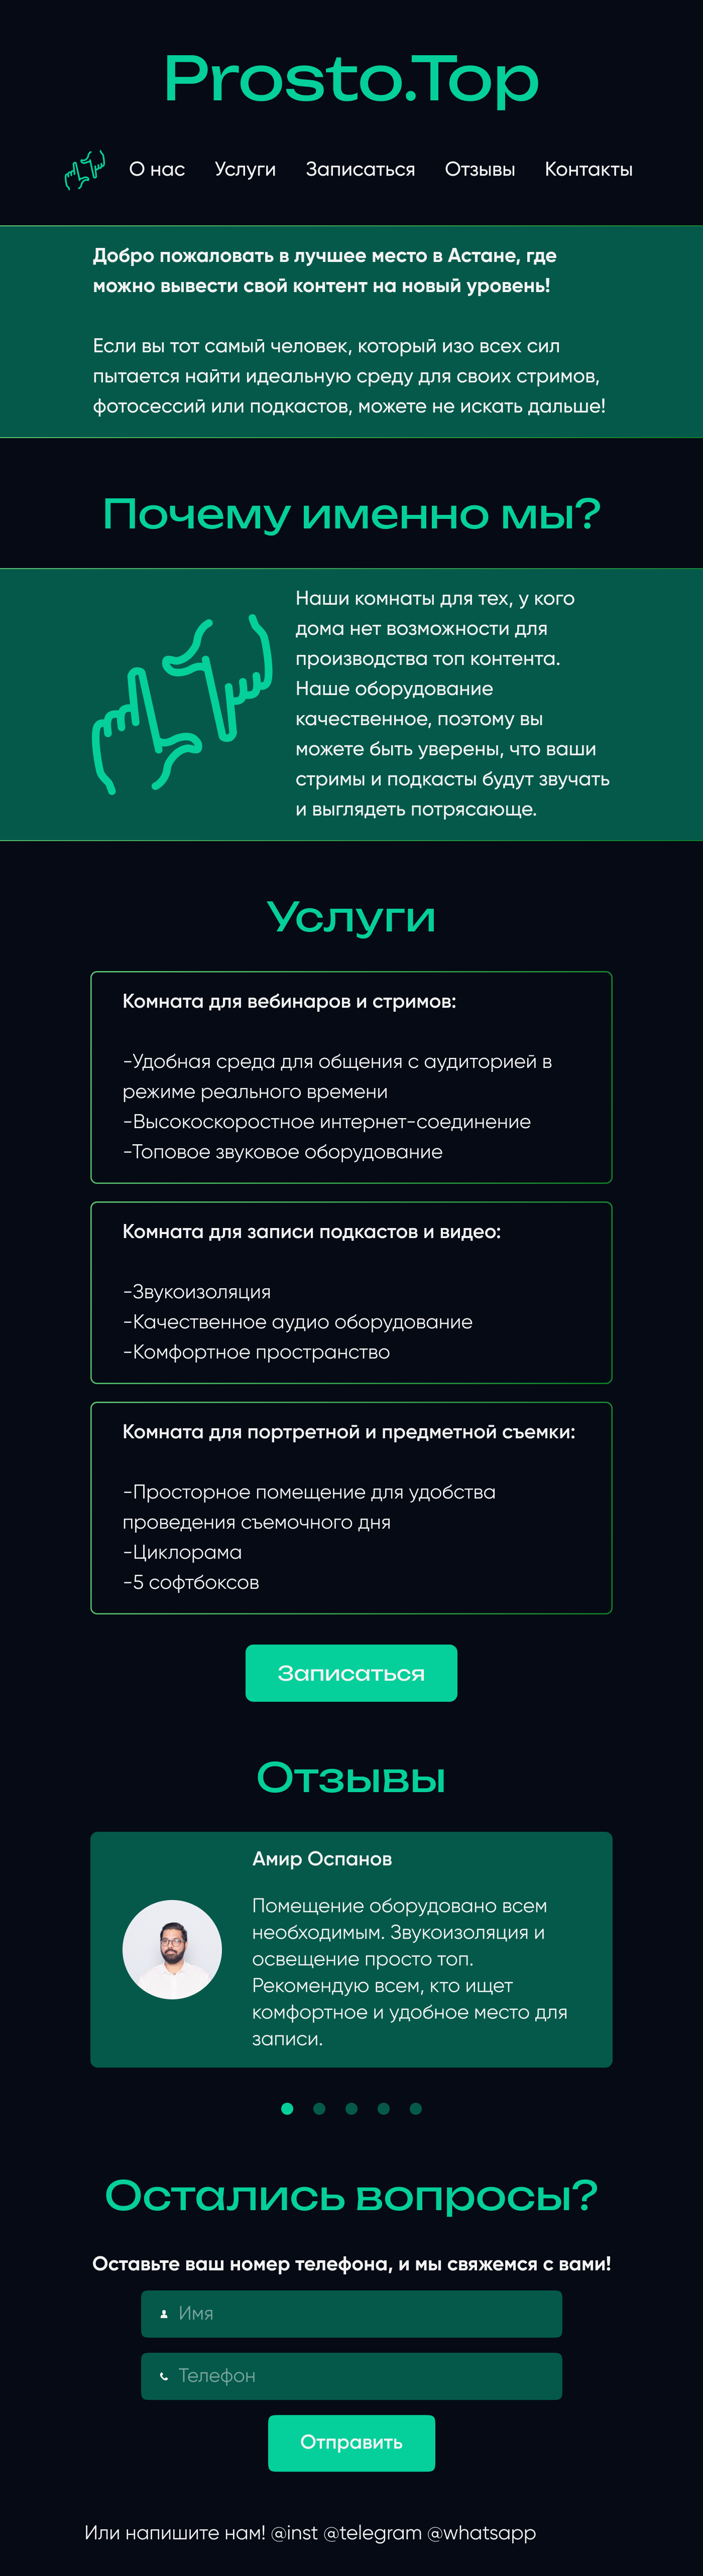 Prosto.Top
О нас Услуги Записаться Отзывы Контакты
Добро пожаловать в лучшее место в Астане, где
можно вывести свой контент на новый уровень!
Если вы тот самый человек, который изо всех сил
пытается найти идеальную среду для своих стримов,
фотосессий или подкастов, можете не искать дальше!
Почему именно мы?
Наши комнаты для тех, у кого
дома нет возможности для
производства топ контента.
Наше оборудование
качественное, поэтому вы
можете быть уверены, что ваши
стримы и подкасты будут звучать
и выглядеть потрясающе.
Услуги
Комната для вебинаров и стримов:
-Удобная среда для общения с аудиторией в
режиме реального времени
-Высокоскоростное интернет-соединение
-Топовое звуковое оборудование
Комната для записи подкастов и видео:
-Звукоизоляция
-Качественное аудио оборудование
-Комфортное пространство
Комната для портретной и предметной съемки:
-Просторное помещение для удобства
проведения съемочного дня
-Циклорама
-5 софтбоксов
Записаться
Отзывы
Амир Оспанов
Помещение оборудовано всем
необходимым. Звукоизоляция и
освещение просто топ.
Рекомендую всем, кто ищет
комфортное и удобное место для
записи.
Остались вопросы?
Оставьте ваш номер телефона, и мы свяжемся с вами!
Имя
Телефон
Отправить
Или напишите нам! @inst @telegram @whatsapp